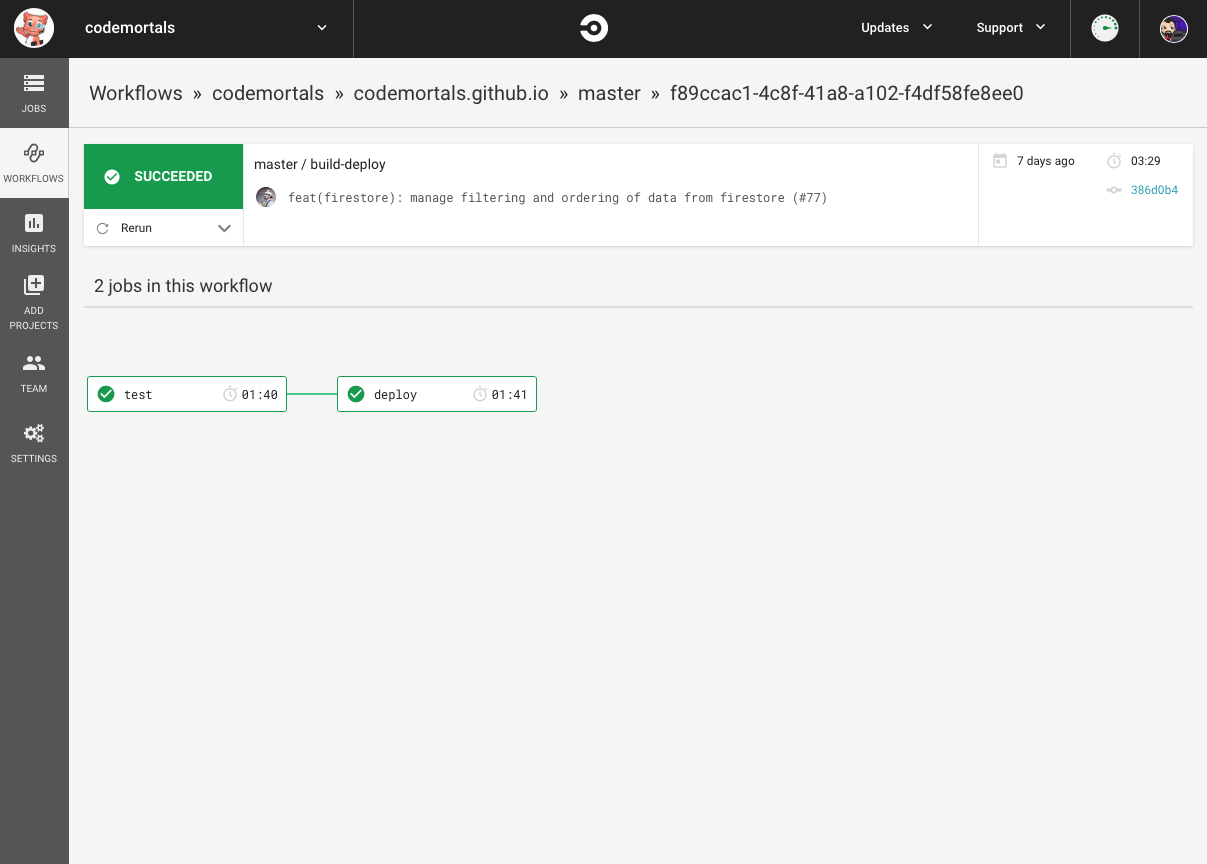 codemortals
Updates
Support
JOBS
WORKFLOWS
INSIGHTS
ADD
PROJECTS
TEAM
SETTINGS
Workflows » codemortals » codemortals.github.io » master » f89ccac1-4c8f-41a8-a102-f4df58fe8ee0
SUCCEEDED
Rerun
master / build-deploy
feat(firestore): manage filtering and ordering of data from firestore (#77)
7 days ago
03:29
386d0b4
2 jobs in this workflow
test 01:40
deploy 01:41